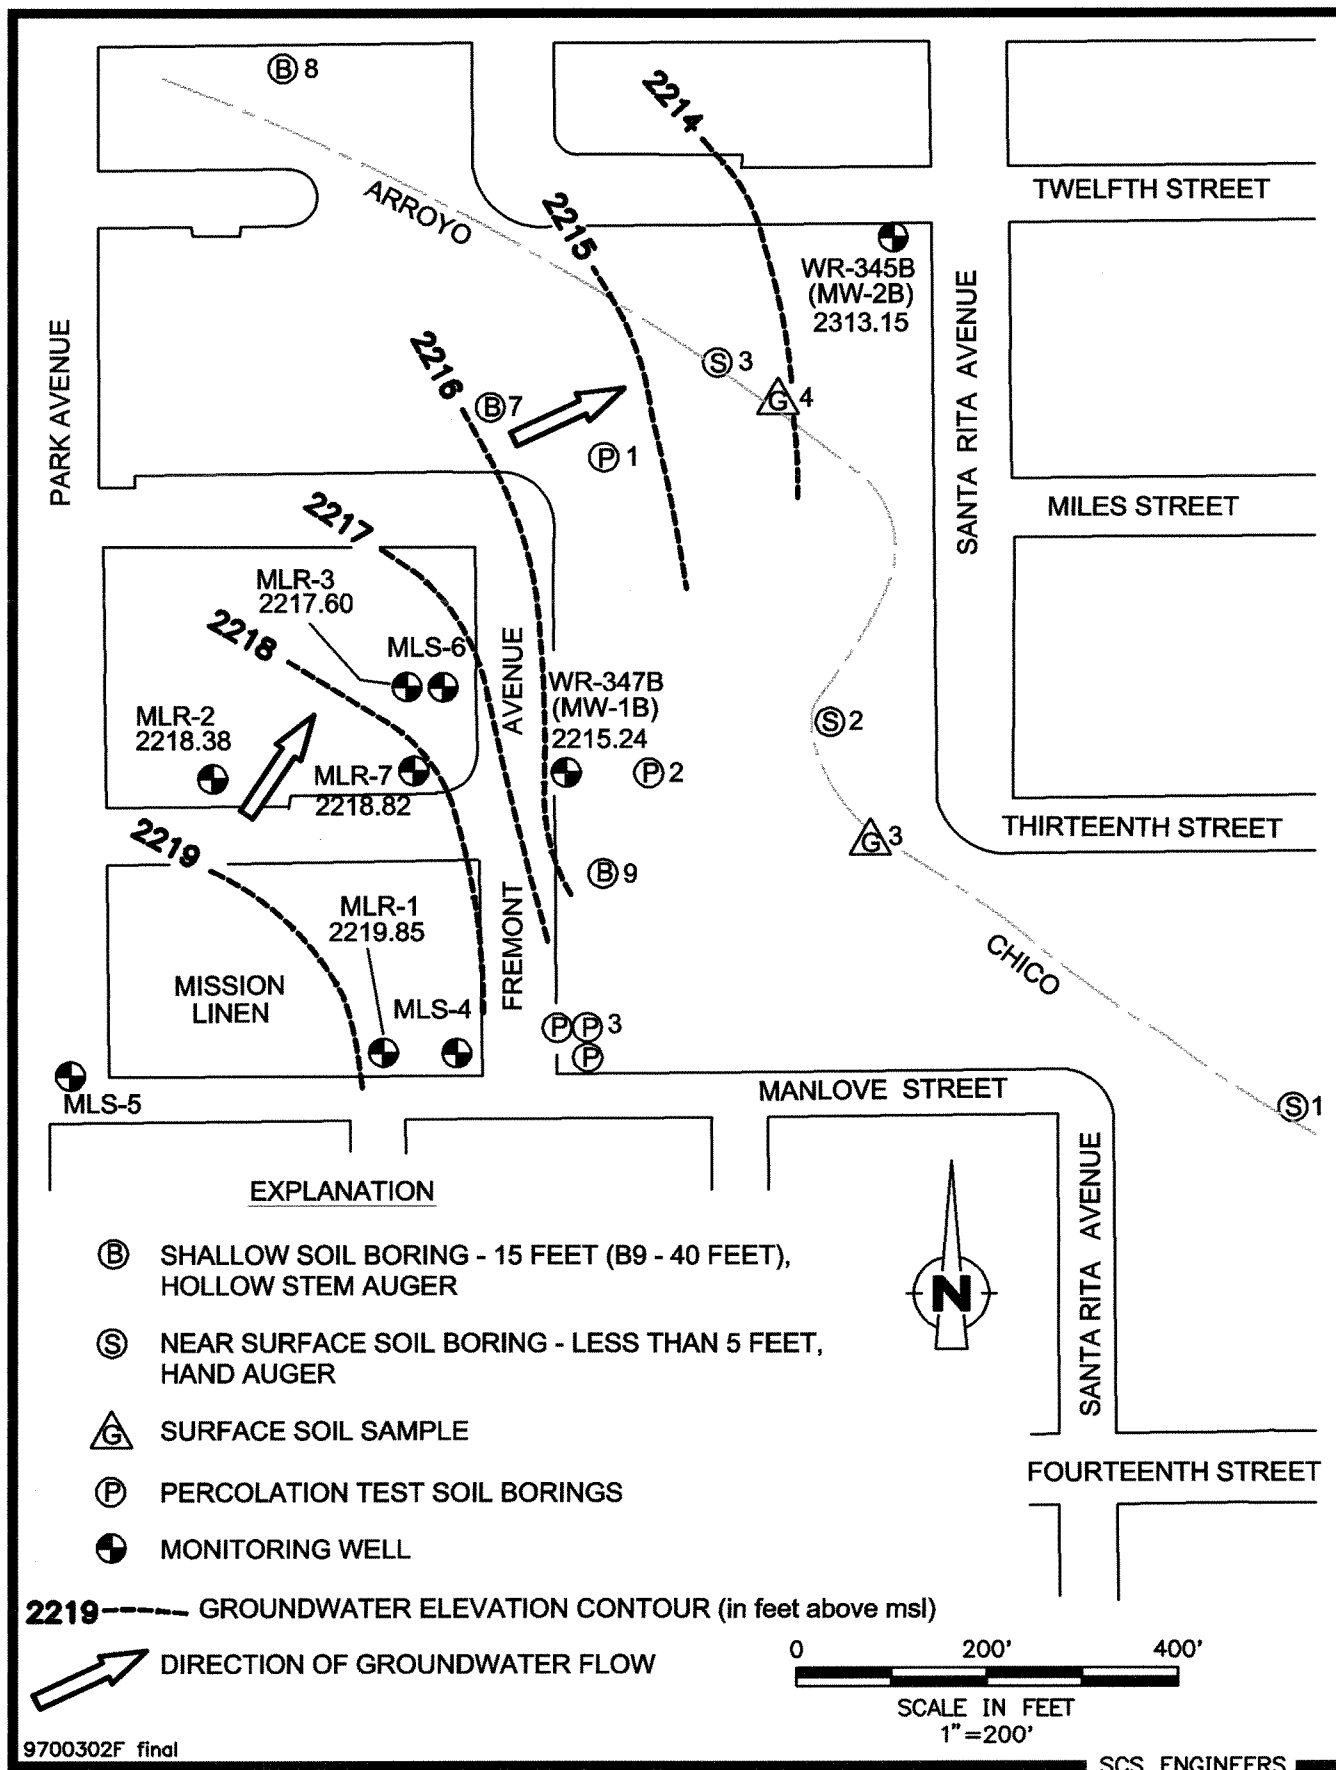 B 8
2214
ARROYO
2215
TWELFTH STREET
WR-345B
(MW-2B)
2313.15
PARK AVENUE
SANTA RITA AVENUE
2216
S 3
G 4
B 7
P 1
MILES STREET
2217
MLR-3
2217.60
2218
MLS-6
AVENUE
WR-347B
(MW-1B)
2215.24
MLR-2
2218.38
S 2
MLR-7
2218.82
P 2
2219
G 3
THIRTEENTH STREET
B 9
MLR-1
2219.85
FREMONT
CHICO
MISSION
LINEN
MLS-4
P P 3
P
MLS-5
MANLOVE STREET
S 1
EXPLANATION
SANTA RITA AVENUE
B SHALLOW SOIL BORING - 15 FEET (B9 - 40 FEET),
HOLLOW STEM AUGER
N
S NEAR SURFACE SOIL BORING - LESS THAN 5 FEET,
HAND AUGER
G SURFACE SOIL SAMPLE
FOURTEENTH STREET
P PERCOLATION TEST SOIL BORINGS
MONITORING WELL
2219 GROUNDWATER ELEVATION CONTOUR (in feet above msl)
DIRECTION OF GROUNDWATER FLOW
0 200' 400'
SCALE IN FEET
1"=200'
9700302F final
SCS ENGINEERS